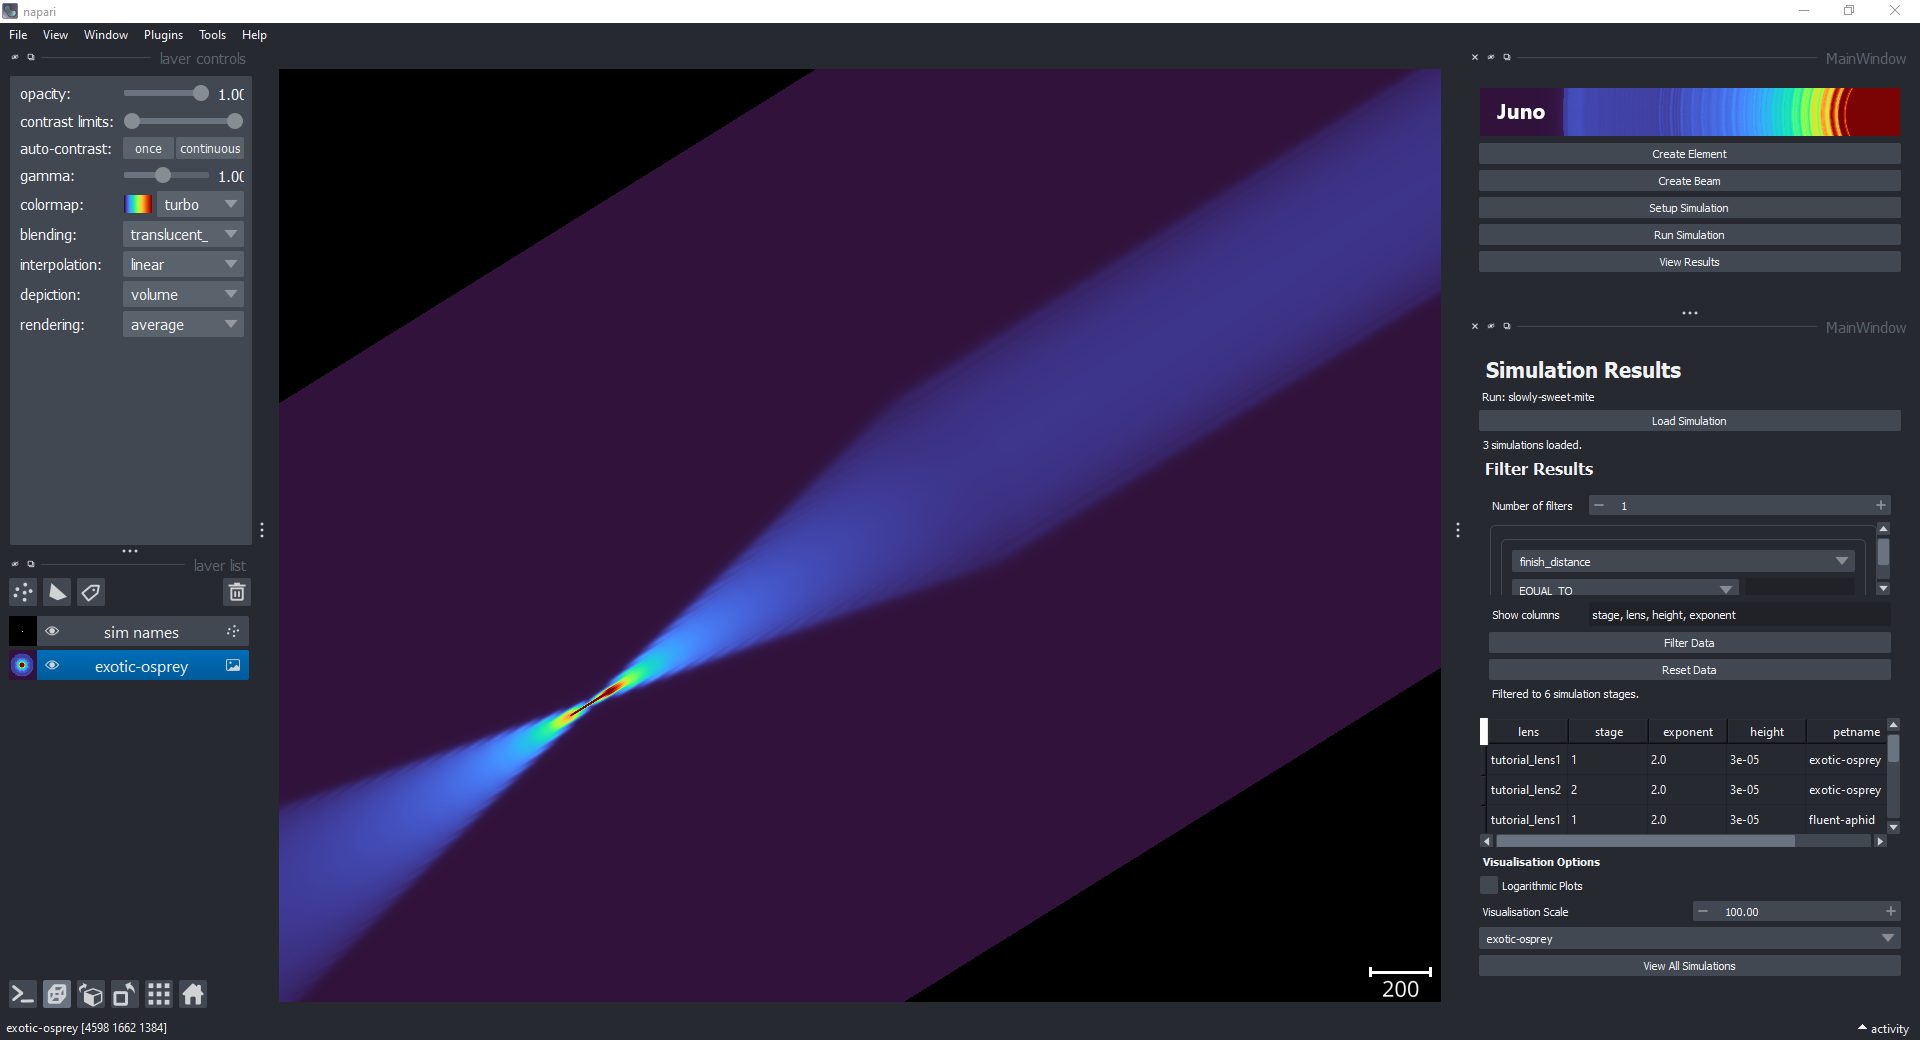 napari
File View Window Plugins Tools Help
layer controls
opacity: 1.00
contrast limits:
auto-contrast: once continuous
gamma: 1.00
colormap: turbo
blending: translucent_
interpolation: linear
depiction: volume
rendering: average
layer list
sim names
exotic-osprey
exotic-osprey [4598 1662 1384]
200
MainWindow
Juno
Create Element
Create Beam
Setup Simulation
Run Simulation
View Results
MainWindow
Simulation Results
Run: slowly-sweet-mite
Load Simulation
3 simulations loaded.
Filter Results
Number of filters 1
finish_distance
EQUAL_TO
Show columns stage, lens, height, exponent
Filter Data
Reset Data
Filtered to 6 simulation stages.
lens stage exponent height petname
tutorial_lens1 1 2.0 3e-05 exotic-osprey
tutorial_lens2 2 2.0 3e-05 exotic-osprey
tutorial_lens1 1 2.0 3e-05 fluent-aphid
Visualisation Options
Logarithmic Plots
Visualisation Scale 100.00
exotic-osprey
View All Simulations
activity